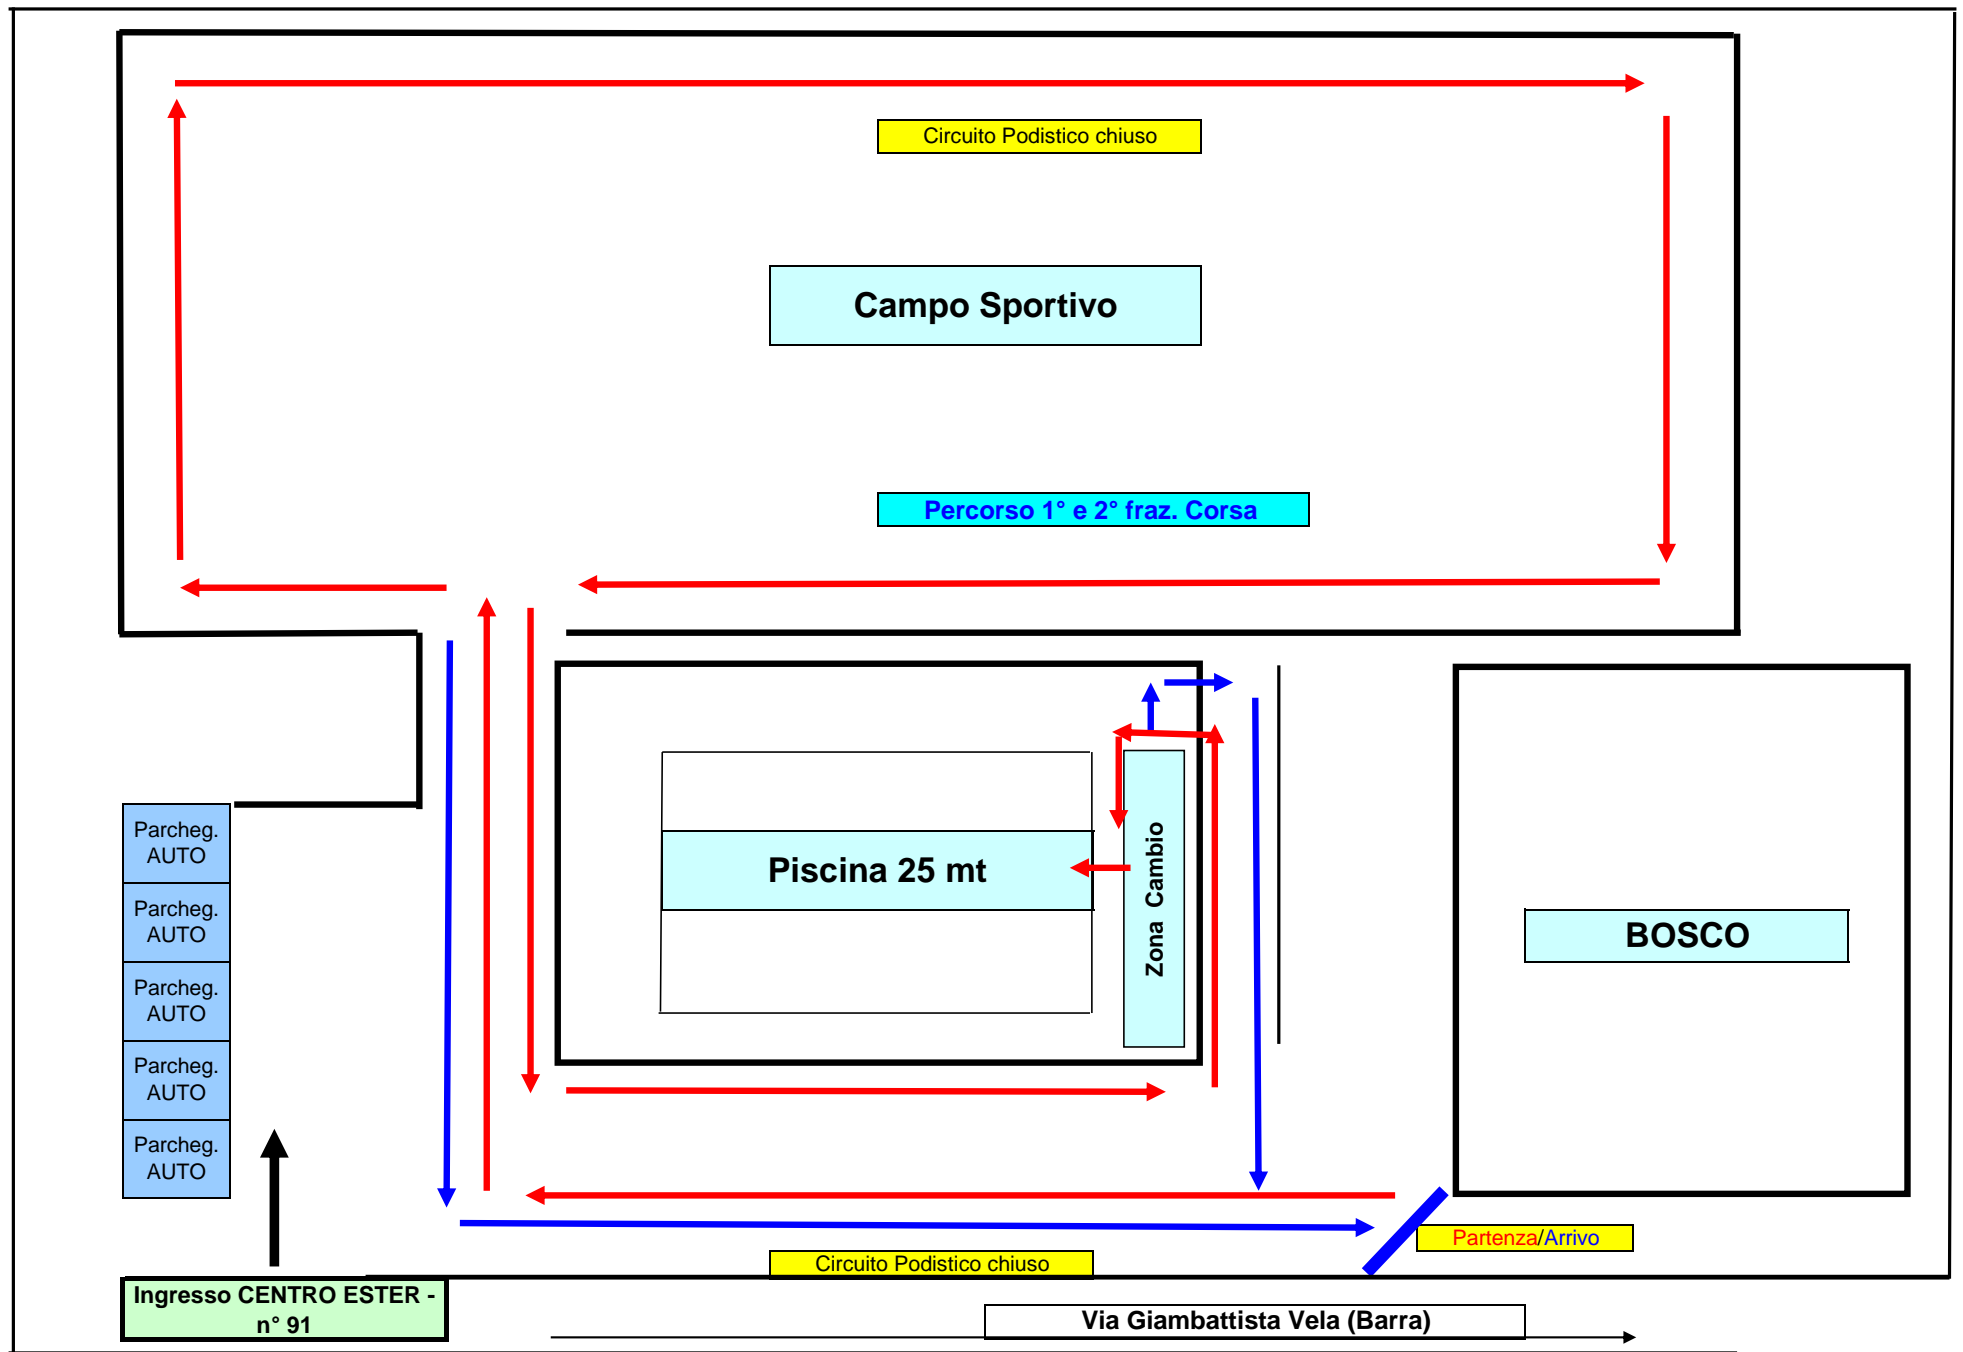 Circuito Podistico chiuso
Campo Sportivo
Percorso 1° e 2° fraz. Corsa
Parcheg.
AUTO
Parcheg.
AUTO
Parcheg.
AUTO
Parcheg.
AUTO
Parcheg.
AUTO
Piscina 25 mt
Zona Cambio
BOSCO
Partenza/Arrivo
Circuito Podistico chiuso
Ingresso CENTRO ESTER -
n° 91
Via Giambattista Vela (Barra)